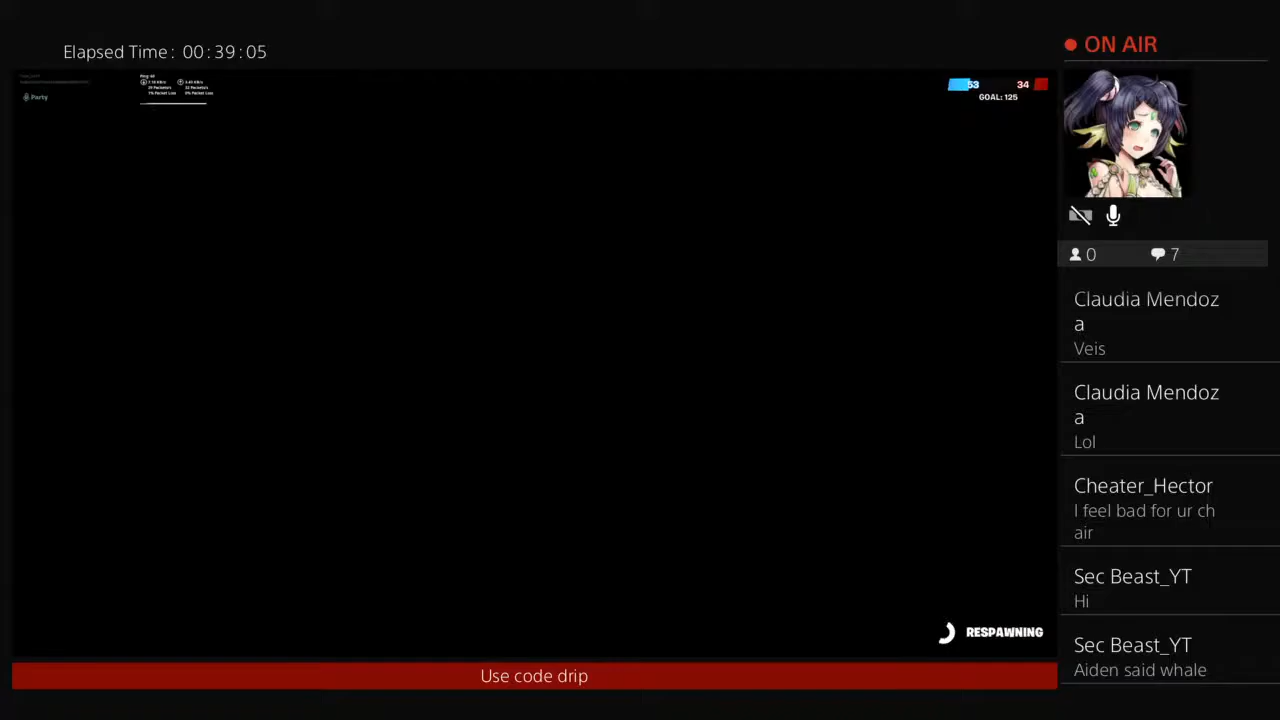 Elapsed Time: 00:39:05
ON AIR
Party
53 34
GOAL: 125
0 7
Claudia Mendoz
a
Veis
Claudia Mendoz
a
Lol
Cheater_Hector
I feel bad for ur ch
air
Sec Beast_YT
Hi
Sec Beast_YT
Aiden said whale
RESPAWNING
Use code drip